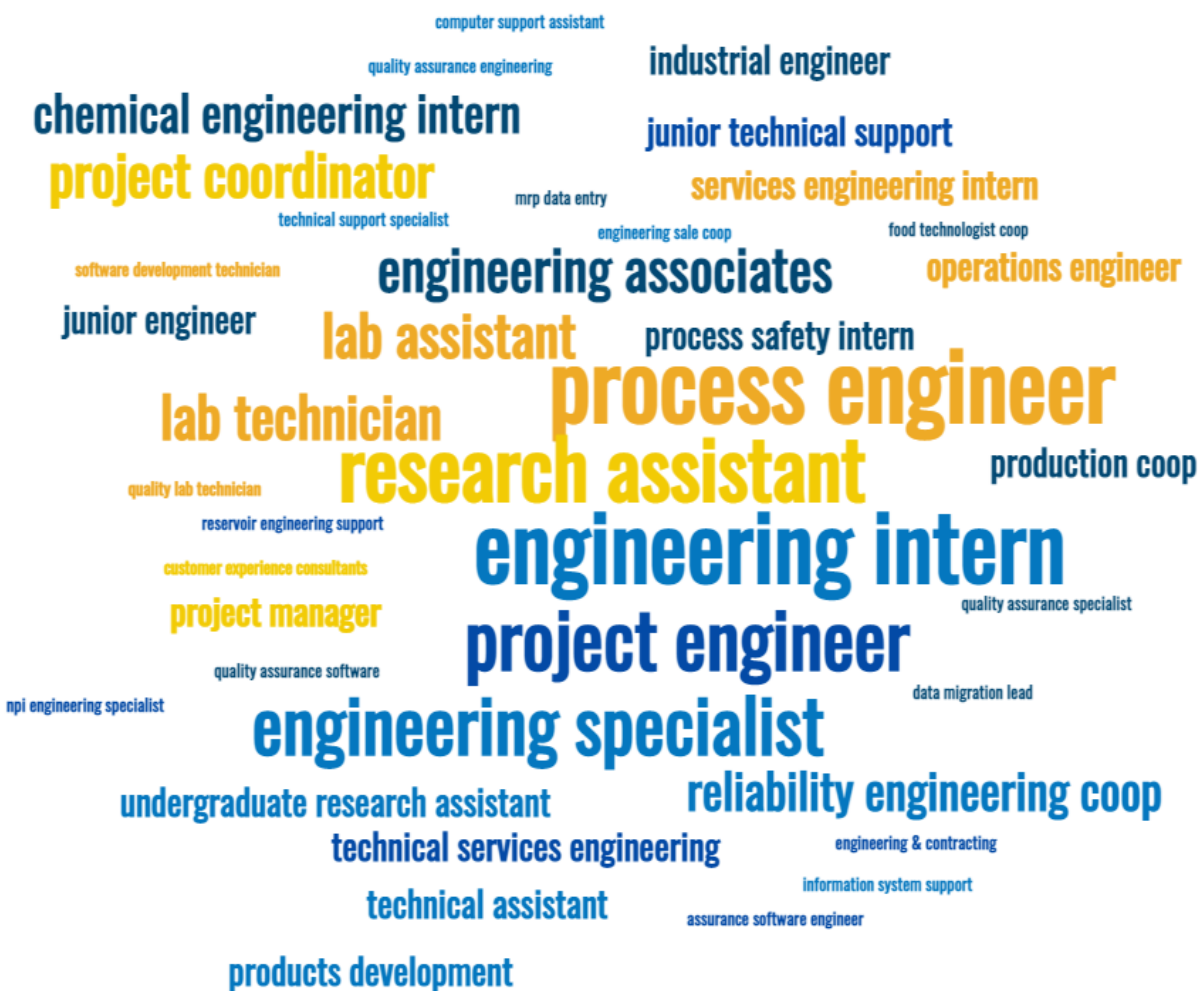 computer support assistant
quality assurance engineering
industrial engineer
chemical engineering intern
junior technical support
project coordinator
services engineering intern
mrp data entry
technical support specialist
engineering sale coop
food technologist coop
software development technician
engineering associates
operations engineer
junior engineer
lab assistant
process safety intern
process engineer
lab technician
research assistant
production coop
quality lab technician
reservoir engineering support
engineering intern
customer experience consultants
quality assurance specialist
project manager
project engineer
quality assurance software
data migration lead
npi engineering specialist
engineering specialist
reliability engineering coop
undergraduate research assistant
technical services engineering
engineering & contracting
information system support
technical assistant
assurance software engineer
products development